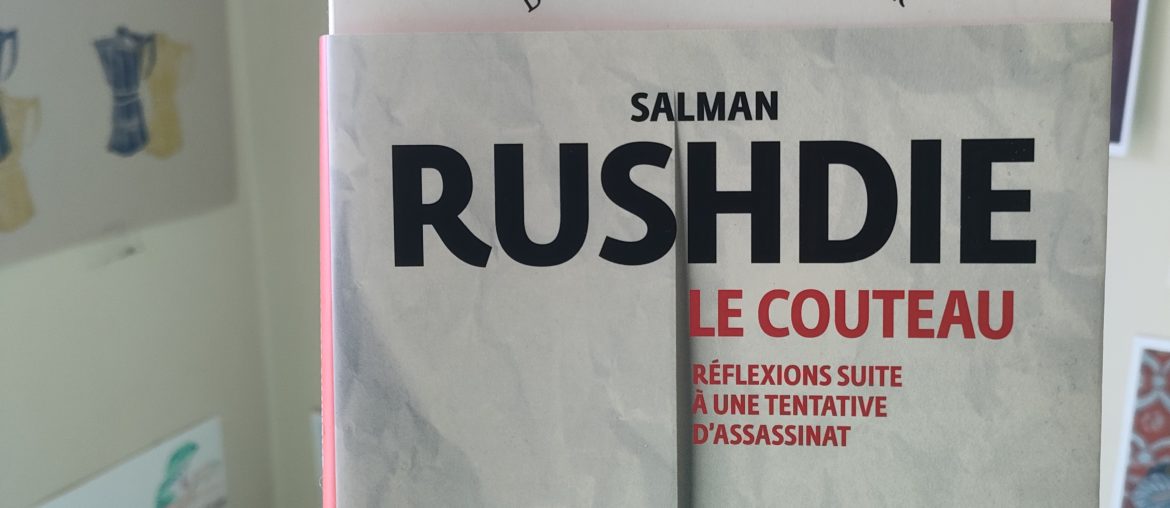 SALMAN
RUSHDIE
LE COUTEAU
RÉFLEXIONS SUITE
À UNE TENTATIVE
D'ASSASSINAT